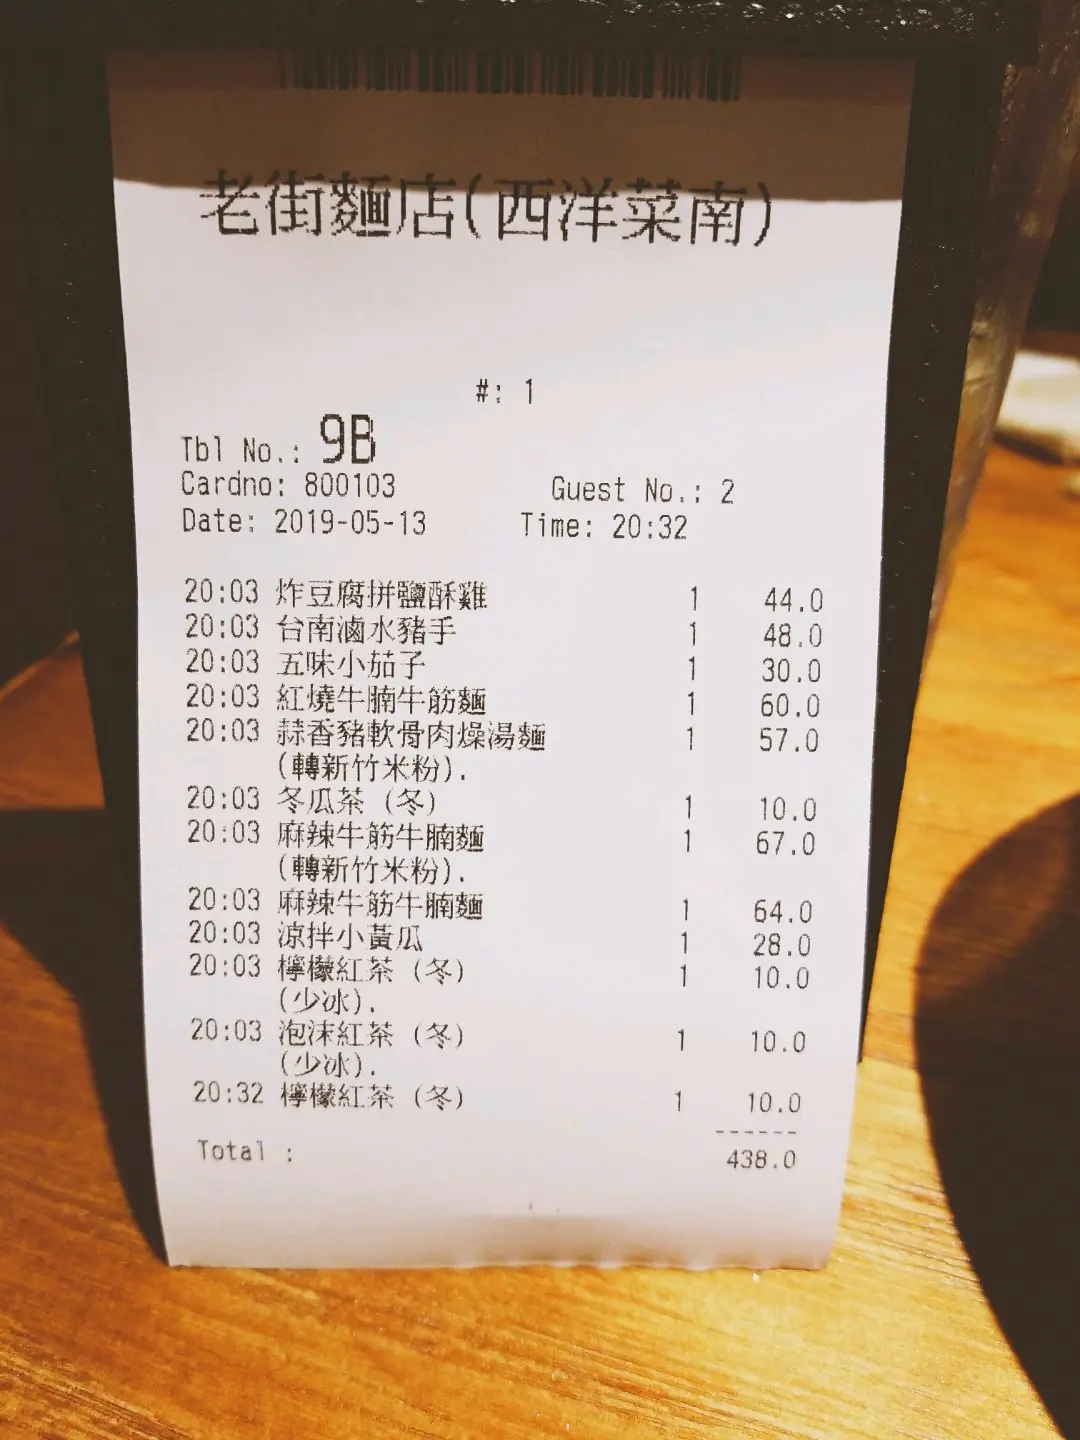 老街麵店(西洋菜南)
#: 1
Tbl No.: 9B
Cardno: 800103 Guest No.: 2
Date: 2019-05-13 Time: 20:32
20:03 炸豆腐拼鹽酥雞 1 44.0
20:03 台南滷水豬手 1 48.0
20:03 五味小茄子 1 30.0
20:03 紅燒牛腩牛筋麵 1 60.0
20:03 蒜香豬軟骨肉燥湯麵 1 57.0
(轉新竹米粉).
20:03 冬瓜茶 (冬) 1 10.0
20:03 麻辣牛筋牛腩麵 1 67.0
(轉新竹米粉).
20:03 麻辣牛筋牛腩麵 1 64.0
20:03 涼拌小黃瓜 1 28.0
20:03 檸檬紅茶 (冬) 1 10.0
(少冰).
20:03 泡沫紅茶 (冬) 1 10.0
(少冰).
20:32 檸檬紅茶 (冬) 1 10.0
------
Total : 438.0